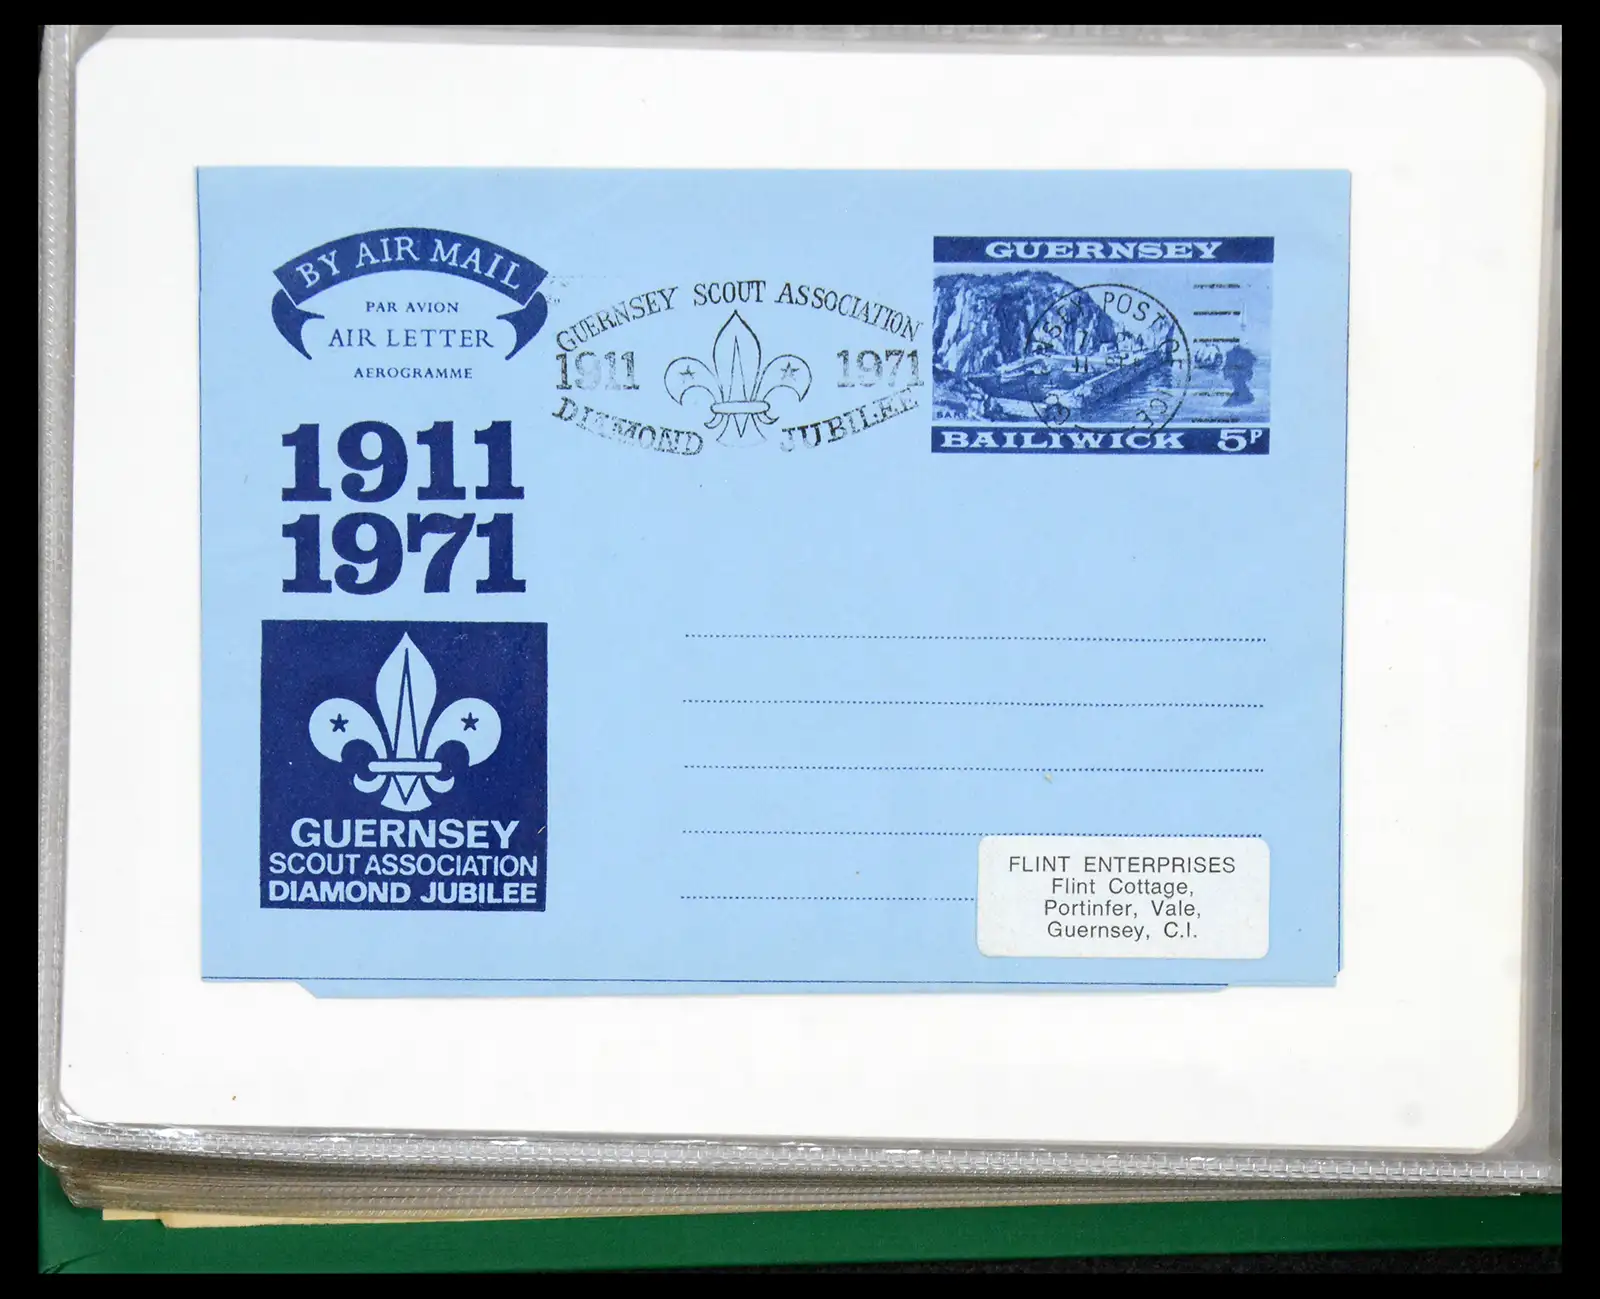 BY AIR MAIL
PAR AVION
AIR LETTER
AEROGRAMME
GUERNSEY SCOUT ASSOCIATION
1911 1971
DIAMOND JUBILEE
GUERNSEY
POST
BAILIWICK 5P
1911
1971
GUERNSEY
SCOUT ASSOCIATION
DIAMOND JUBILEE
FLINT ENTERPRISES
Flint Cottage,
Portinfer, Vale,
Guernsey, C.I.